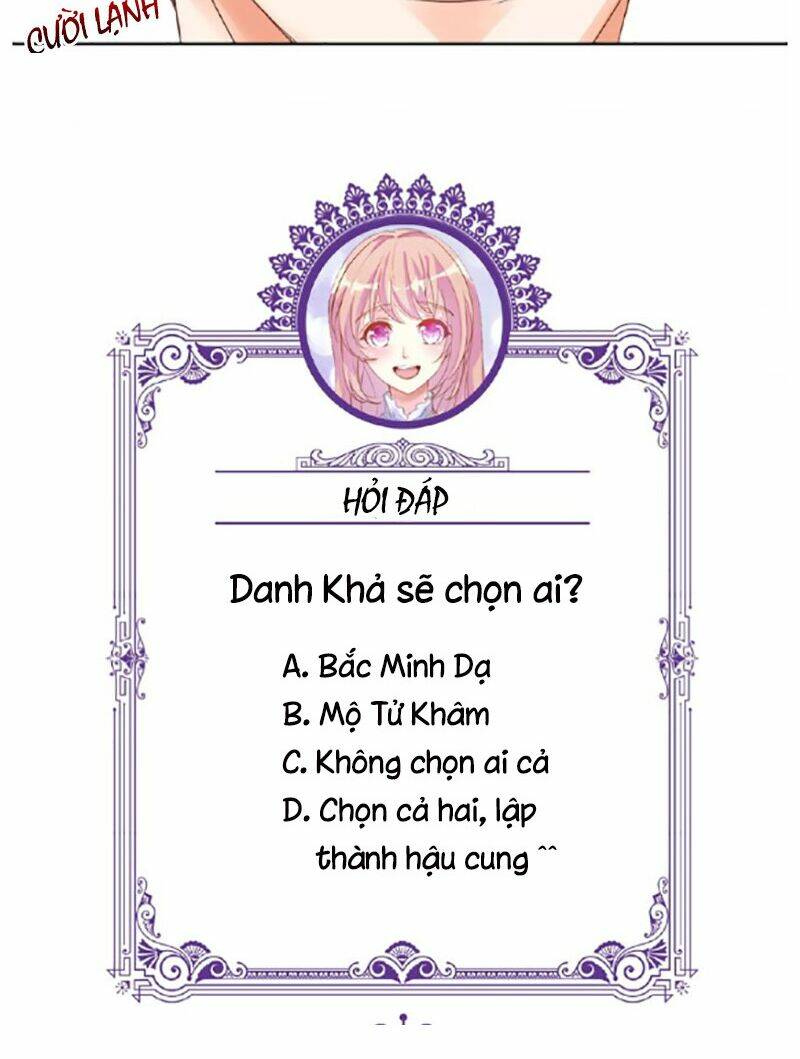 CƯỜI LẠNH
HỎI ĐÁP
Danh Khả sẽ chọn ai?
A. Bắc Minh Dạ
B. Mộ Tử Khâm
C. Không chọn ai cả
D. Chọn cả hai, lập
thành hậu cung ^^